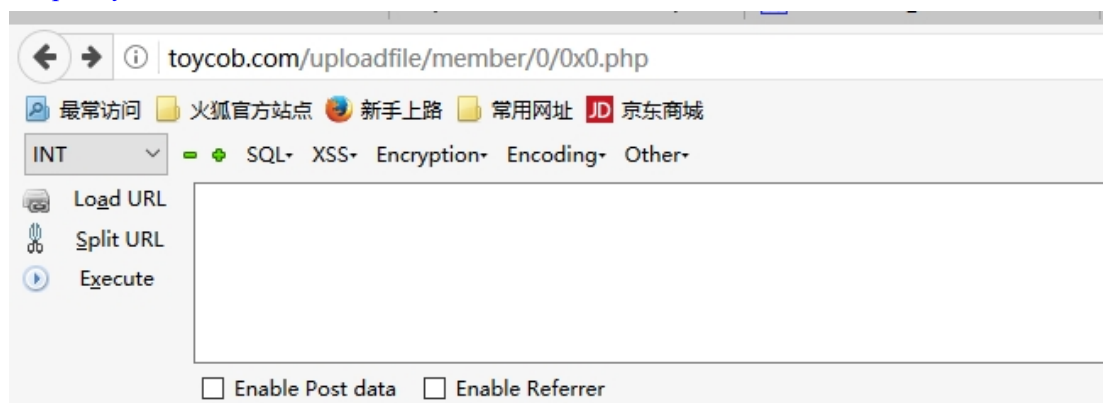 toycob.com/uploadfile/member/0/0x0.php
最常访问 火狐官方站点 新手上路 常用网址 JD 京东商城
INT SQL- XSS- Encryption- Encoding- Other-
Load URL
Split URL
Execute
Enable Post data Enable Referrer